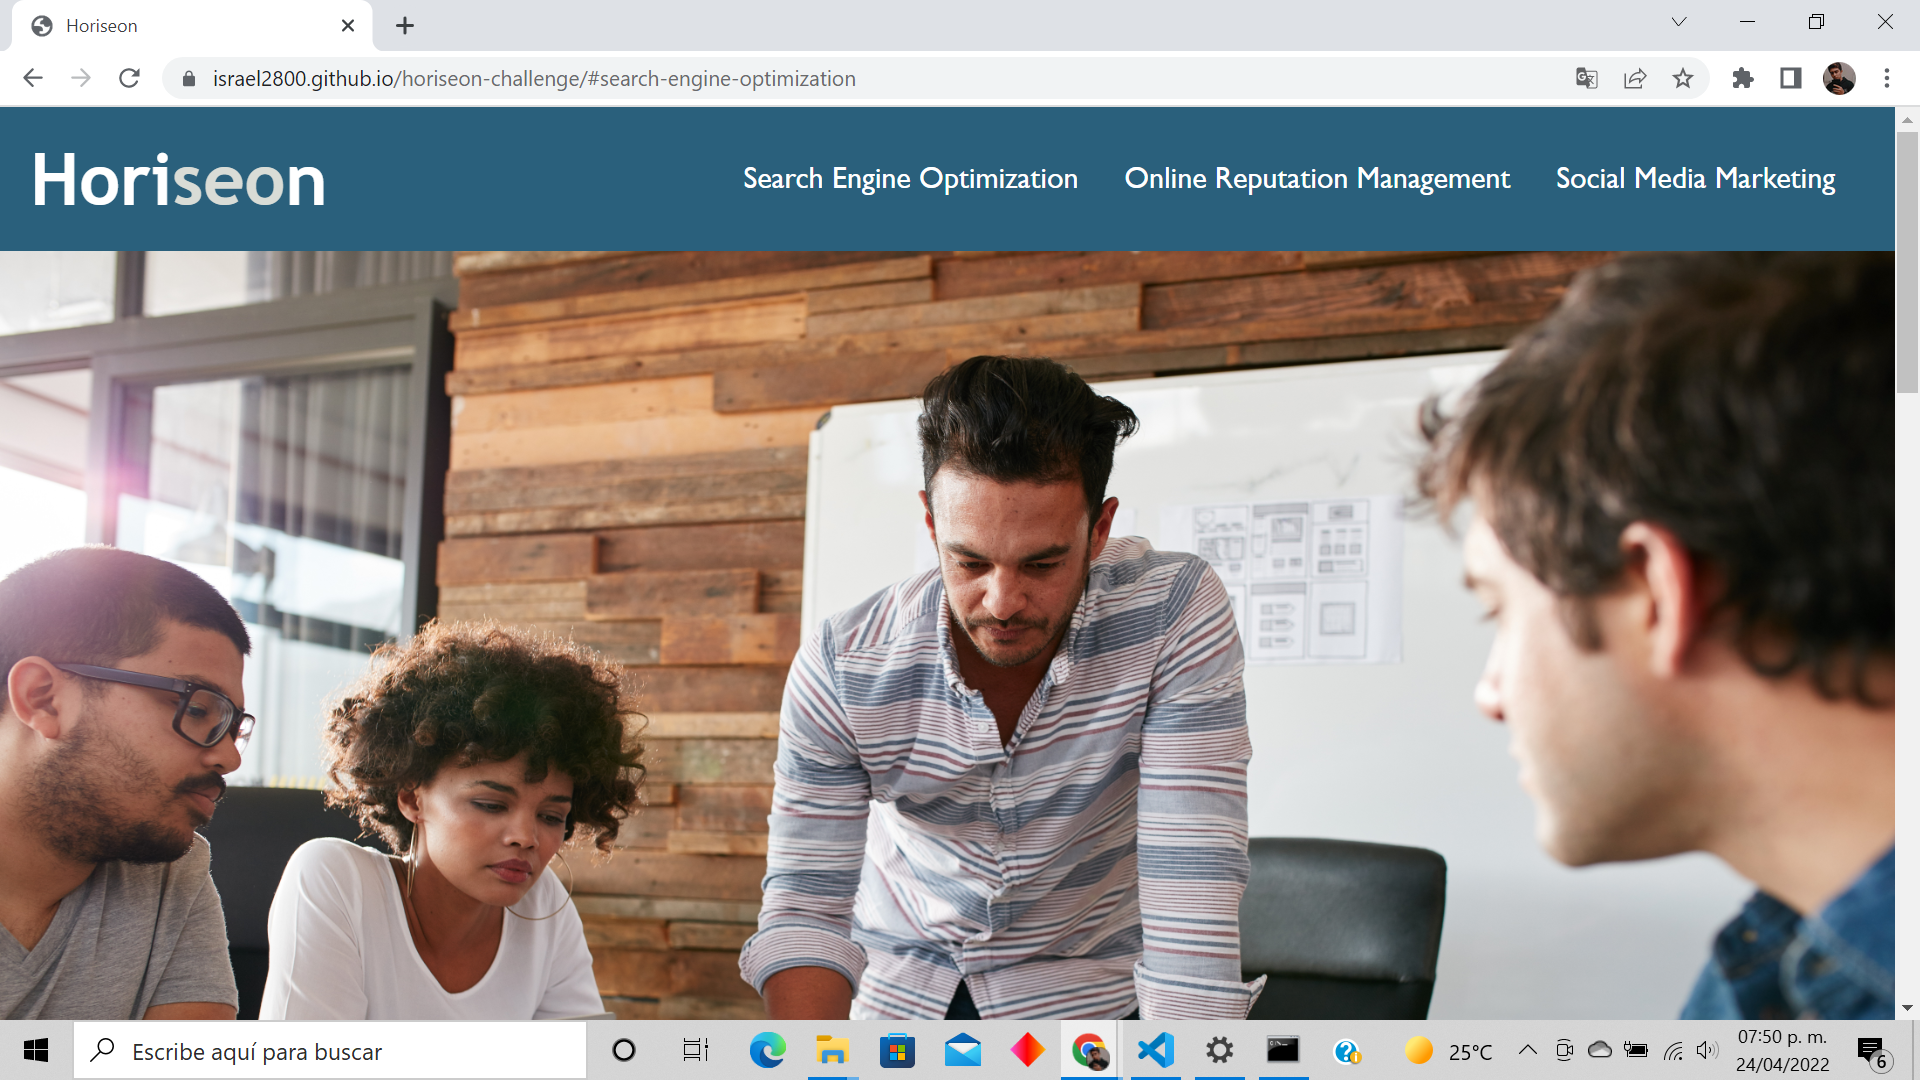 Horiseon
israel2800.github.io/horiseon-challenge/#search-engine-optimization
Horiseon
Search Engine Optimization
Online Reputation Management
Social Media Marketing
Escribe aquí para buscar
25°C
07:50 p. m.
24/04/2022
6